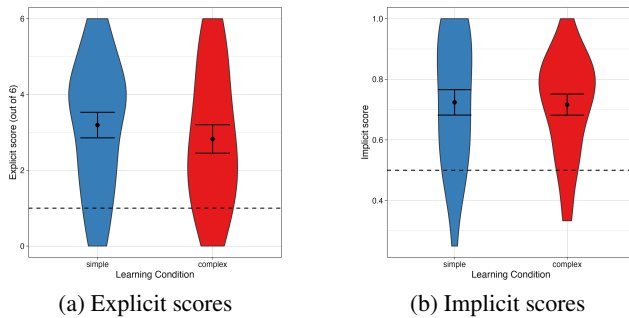 6
4
2
0
Explicit score (out of 6)
simple
complex
Learning Condition
(a) Explicit scores
1.0
0.8
0.6
0.4
Implicit score
simple
complex
Learning Condition
(b) Implicit scores